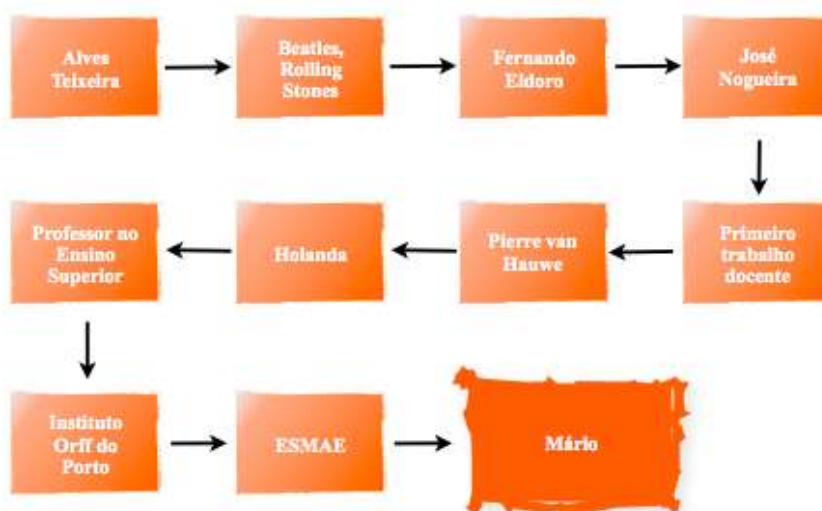 Alves
Teixeira
Beatles,
Rolling
Stones
Fernando
Eldoro
José
Nogueira
Primeiro
trabalho
docente
Pierre van
Hauwe
Holanda
Professor no
Ensino
Superior
Instituto
Orff do
Porto
ESMAE
Mário